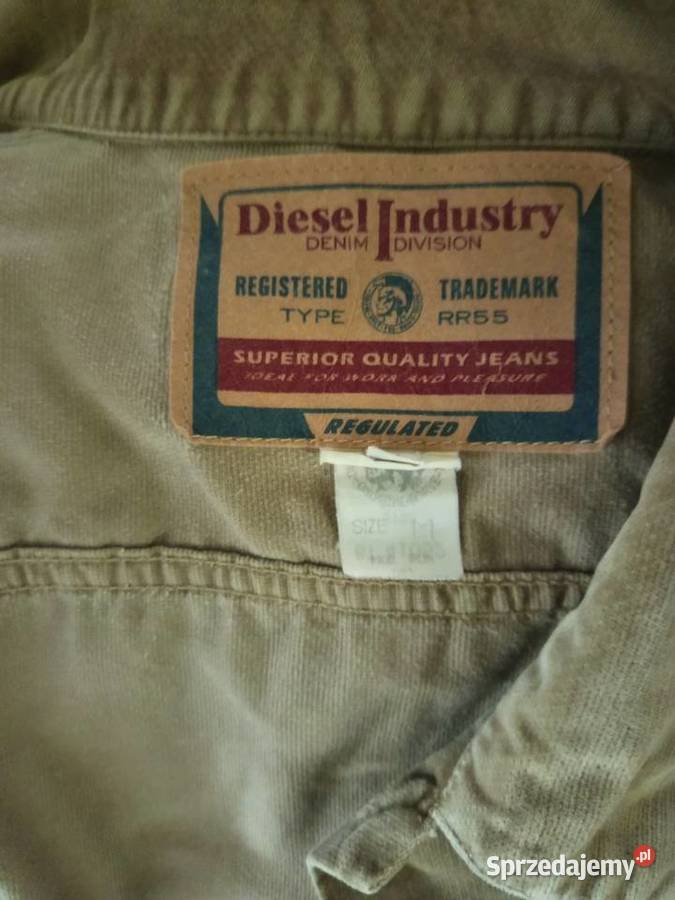 Diesel Industry
DENIM DIVISION
REGISTERED TRADEMARK
TYPE RR55
SUPERIOR QUALITY JEANS
IDEAL FOR WORK AND PLEASURE
REGULATED
SIZE
Sprzedajemy.pl